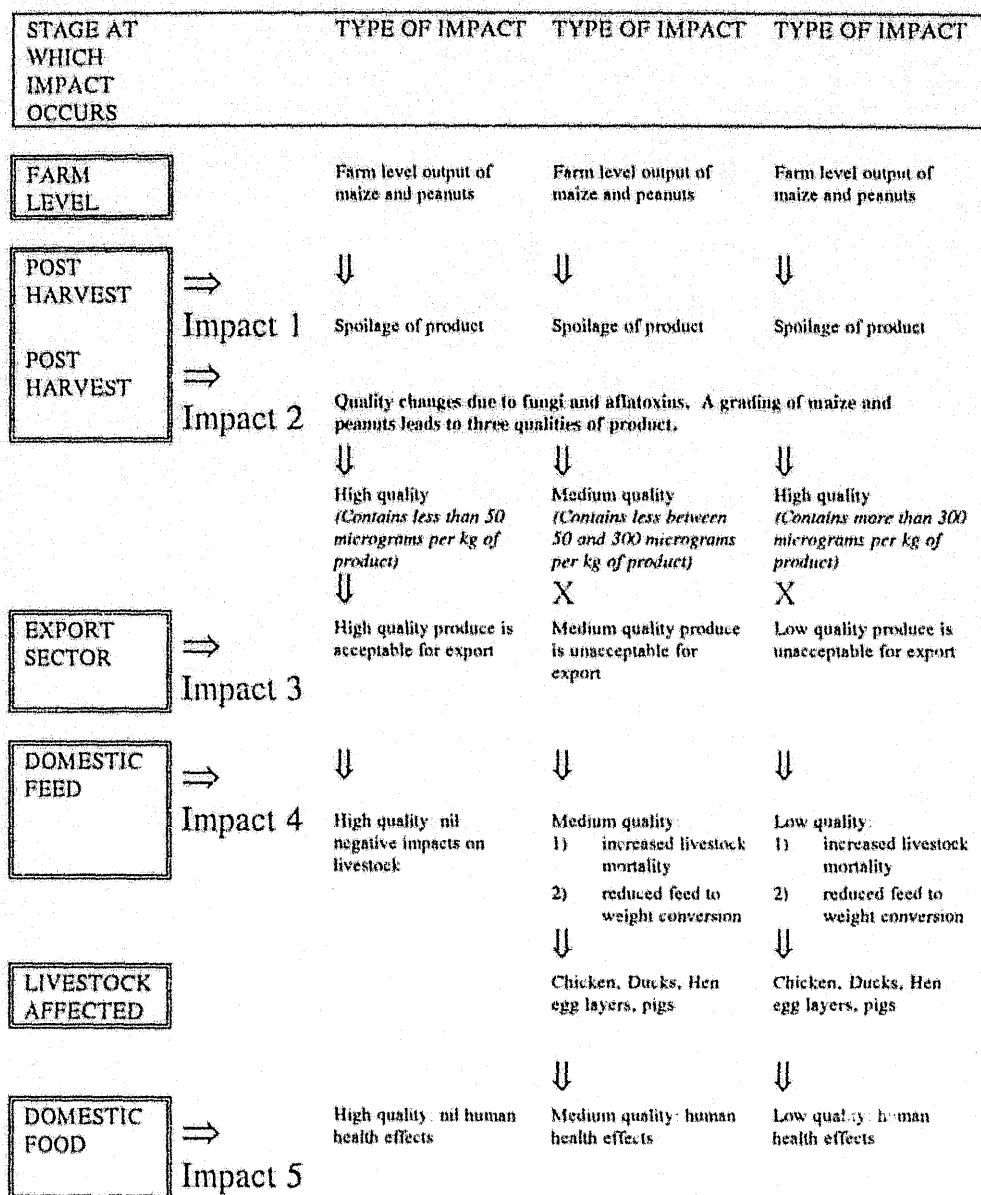 STAGE AT
WHICH
IMPACT
OCCURS
TYPE OF IMPACT
TYPE OF IMPACT
TYPE OF IMPACT
FARM
LEVEL
Farm level output of
maize and peanuts
Farm level output of
maize and peanuts
Farm level output of
maize and peanuts
POST
HARVEST
⇒
Impact 1
⇓
Spoilage of product
⇓
Spoilage of product
⇓
Spoilage of product
POST
HARVEST
⇒
Impact 2
Quality changes due to fungi and aflatoxins. A grading of maize and
peanuts leads to three qualities of product.
⇓
High quality
(Contains less than 50
micrograms per kg of
product)
⇓
⇓
Medium quality
(Contains less between
50 and 300 micrograms
per kg of product)
X
⇓
High quality
(Contains more than 300
micrograms per kg of
product)
X
EXPORT
SECTOR
⇒
Impact 3
High quality produce is
acceptable for export
Medium quality produce
is unacceptable for
export
Low quality produce is
unacceptable for export
DOMESTIC
FEED
⇒
Impact 4
⇓
High quality: nil
negative impacts on
livestock
⇓
Medium quality:
1) increased livestock
mortality
2) reduced feed to
weight conversion
⇓
⇓
Low quality:
1) increased livestock
mortality
2) reduced feed to
weight conversion
⇓
LIVESTOCK
AFFECTED
Chicken, Ducks, Hen
egg layers, pigs
⇓
Chicken, Ducks, Hen
egg layers, pigs
⇓
DOMESTIC
FOOD
⇒
Impact 5
High quality: nil human
health effects
Medium quality: human
health effects
Low quality: human
health effects